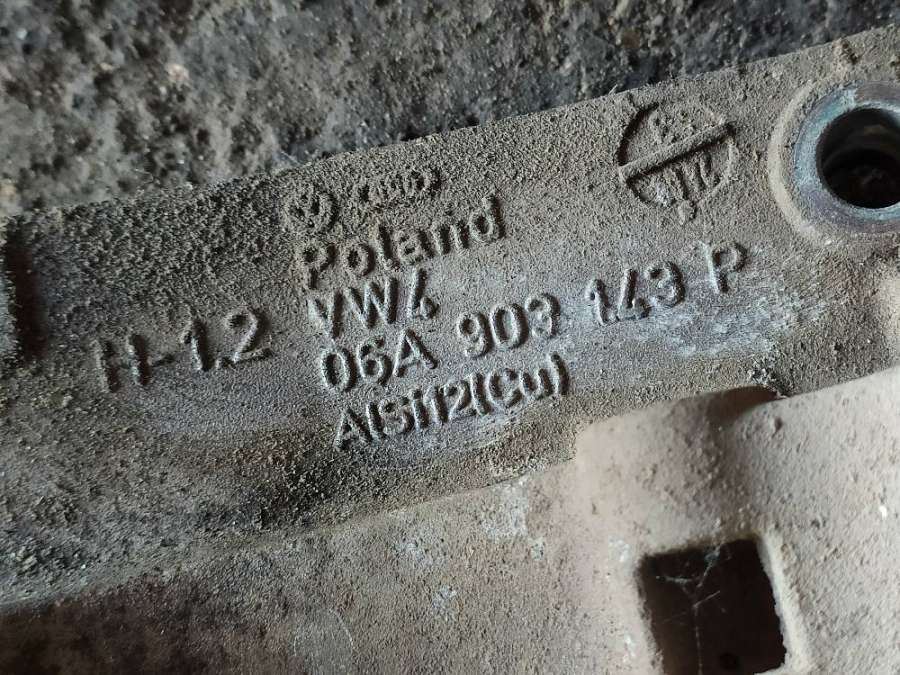 Poland
VW4
H-1.2
06A 903 143 P
AlSi12(Cu)